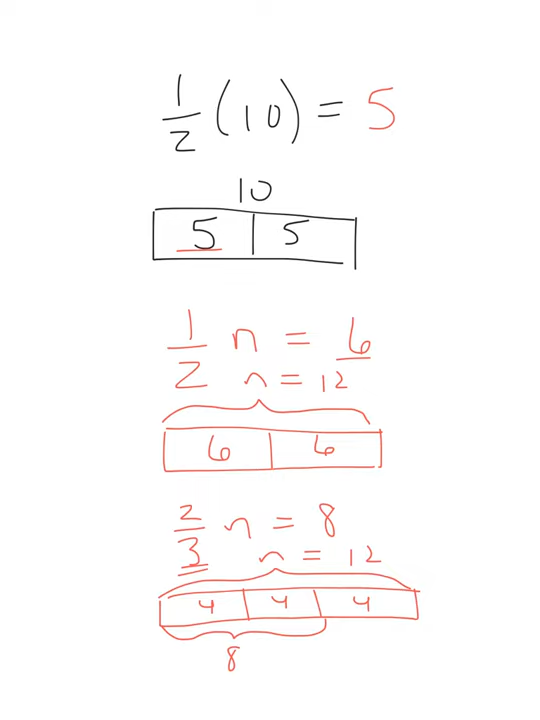 1/2 (10) = 5
10
5 5
1/2 n = 6
n = 12
6 6
2/3 n = 8
n = 12
4 4 4
8